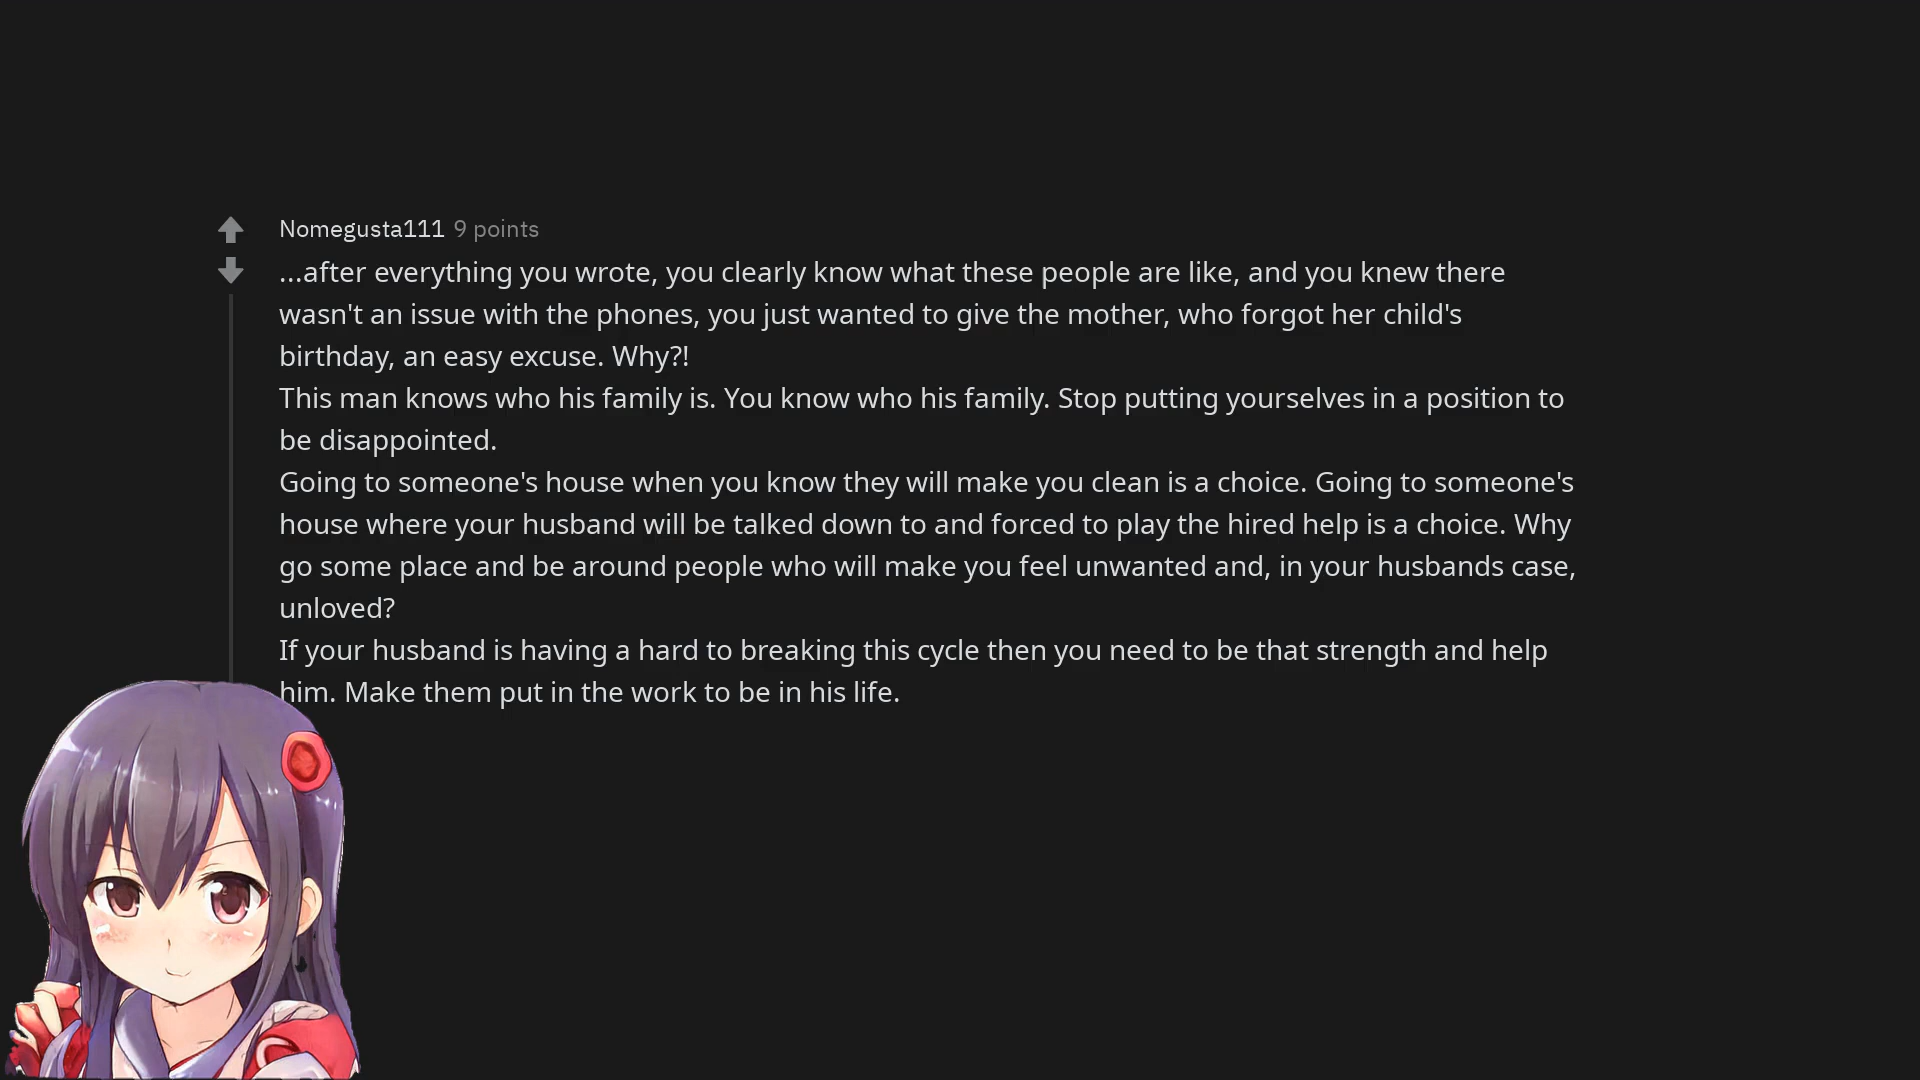 Nomegusta111 9 points
...after everything you wrote, you clearly know what these people are like, and you knew there
wasn't an issue with the phones, you just wanted to give the mother, who forgot her child's
birthday, an easy excuse. Why?!
This man knows who his family is. You know who his family. Stop putting yourselves in a position to
be disappointed.
Going to someone's house when you know they will make you clean is a choice. Going to someone's
house where your husband will be talked down to and forced to play the hired help is a choice. Why
go some place and be around people who will make you feel unwanted and, in your husbands case,
unloved?
If your husband is having a hard to breaking this cycle then you need to be that strength and help
him. Make them put in the work to be in his life.